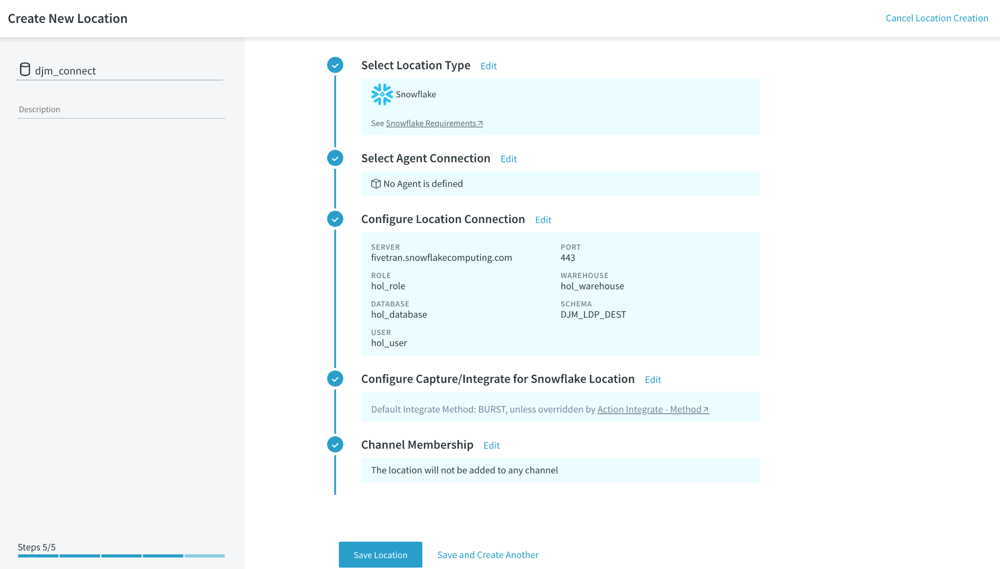 Create New Location
Cancel Location Creation
djm_connect
Description
Steps 5/5
Select Location Type Edit
Snowflake
See Snowflake Requirements
Select Agent Connection Edit
No Agent is defined
Configure Location Connection Edit
SERVER
fivetran.snowflakecomputing.com
PORT
443
ROLE
hol_role
WAREHOUSE
hol_warehouse
DATABASE
hol_database
SCHEMA
DJM_LDP_DEST
USER
hol_user
Configure Capture/Integrate for Snowflake Location Edit
Default Integrate Method: BURST, unless overridden by Action Integrate - Method
Channel Membership Edit
The location will not be added to any channel
Save Location
Save and Create Another